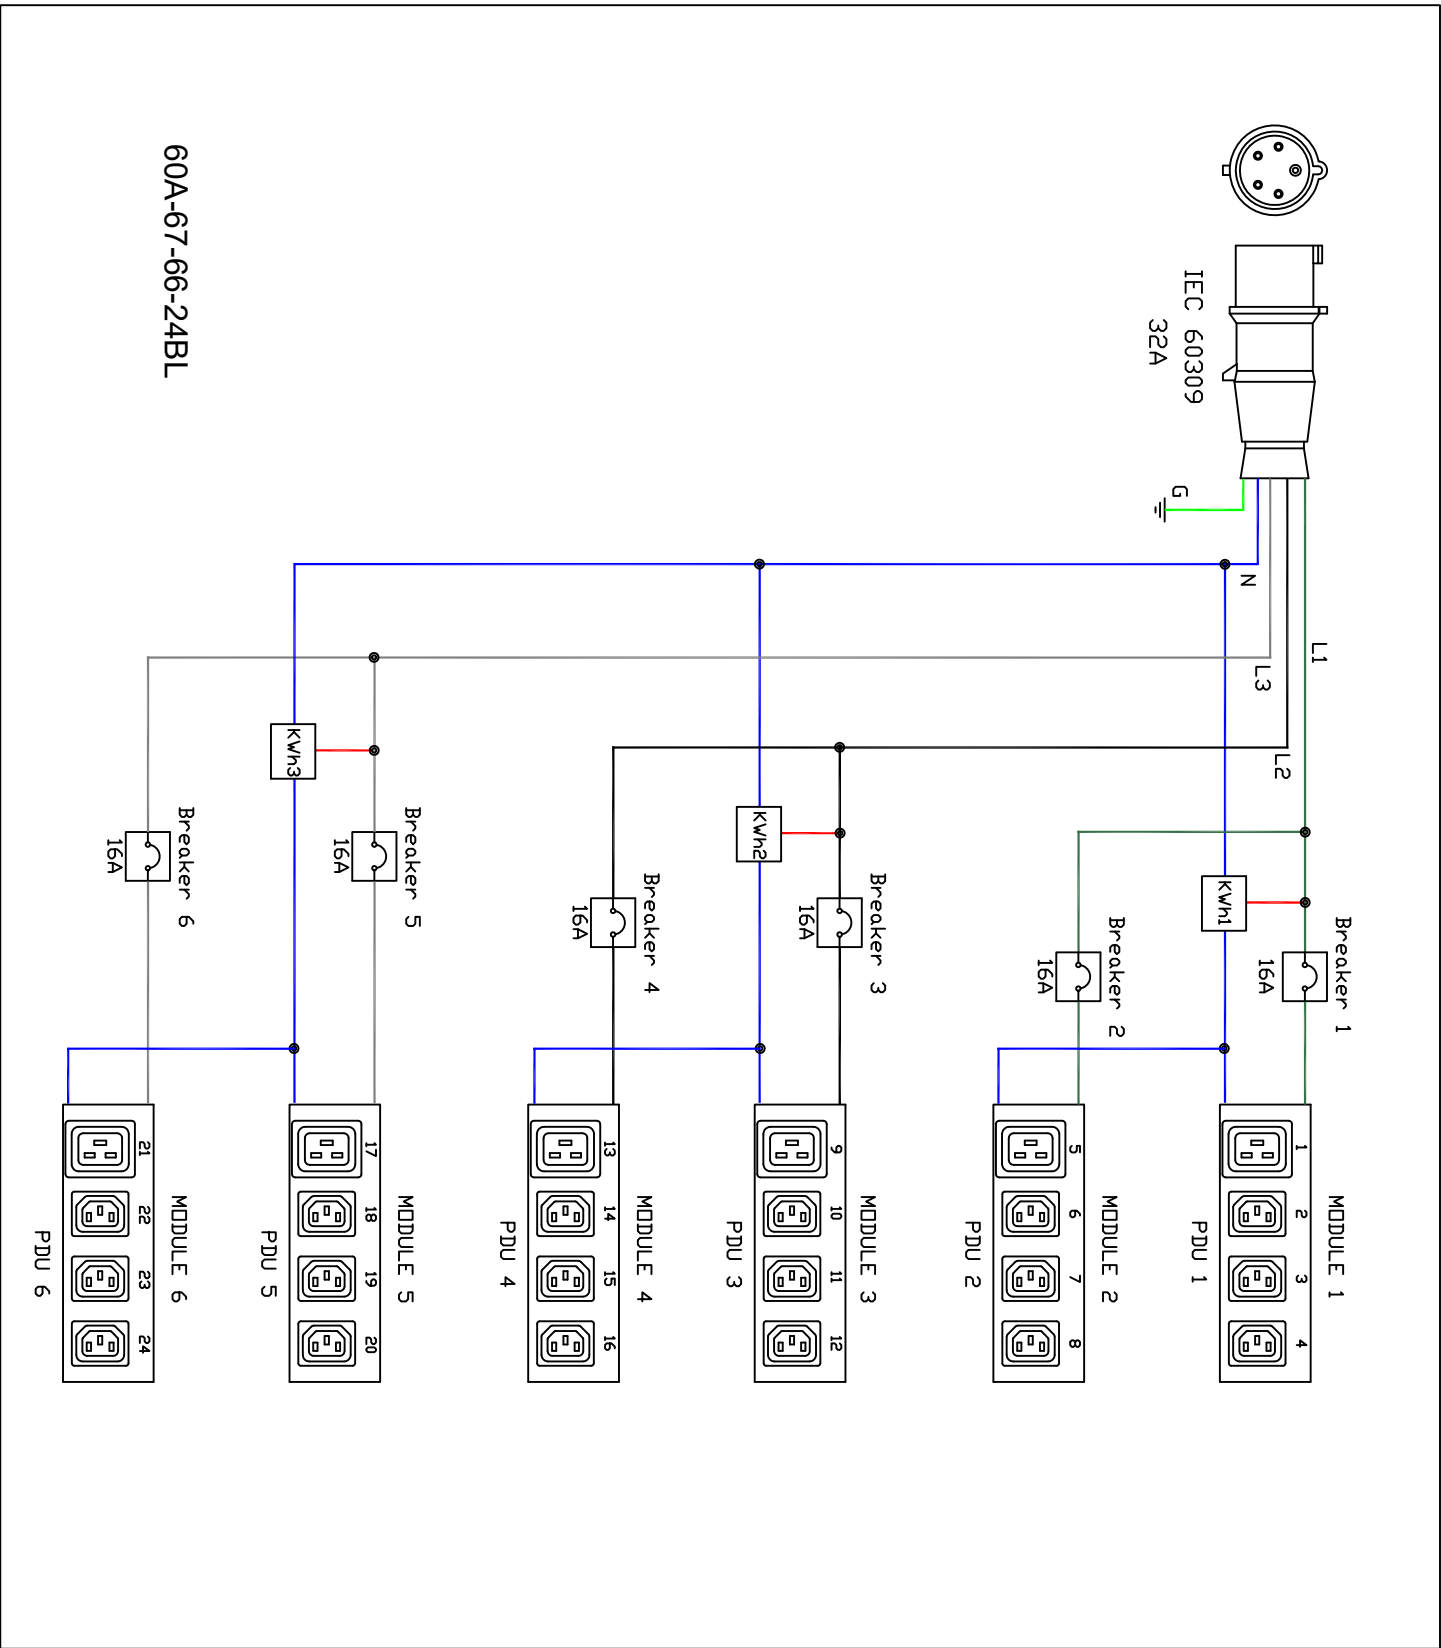 IEC 60309
32A
G
N
L1
L3
L2
KWh1
KWh2
KWh3
Breaker 1
16A
Breaker 2
16A
Breaker 3
16A
Breaker 4
16A
Breaker 5
16A
Breaker 6
16A
MODULE 1
PDU 1
1
2
3
4
MODULE 2
PDU 2
5
6
7
8
MODULE 3
PDU 3
9
10
11
12
MODULE 4
PDU 4
13
14
15
16
MODULE 5
PDU 5
17
18
19
20
MODULE 6
PDU 6
21
22
23
24
60A-67-66-24BL